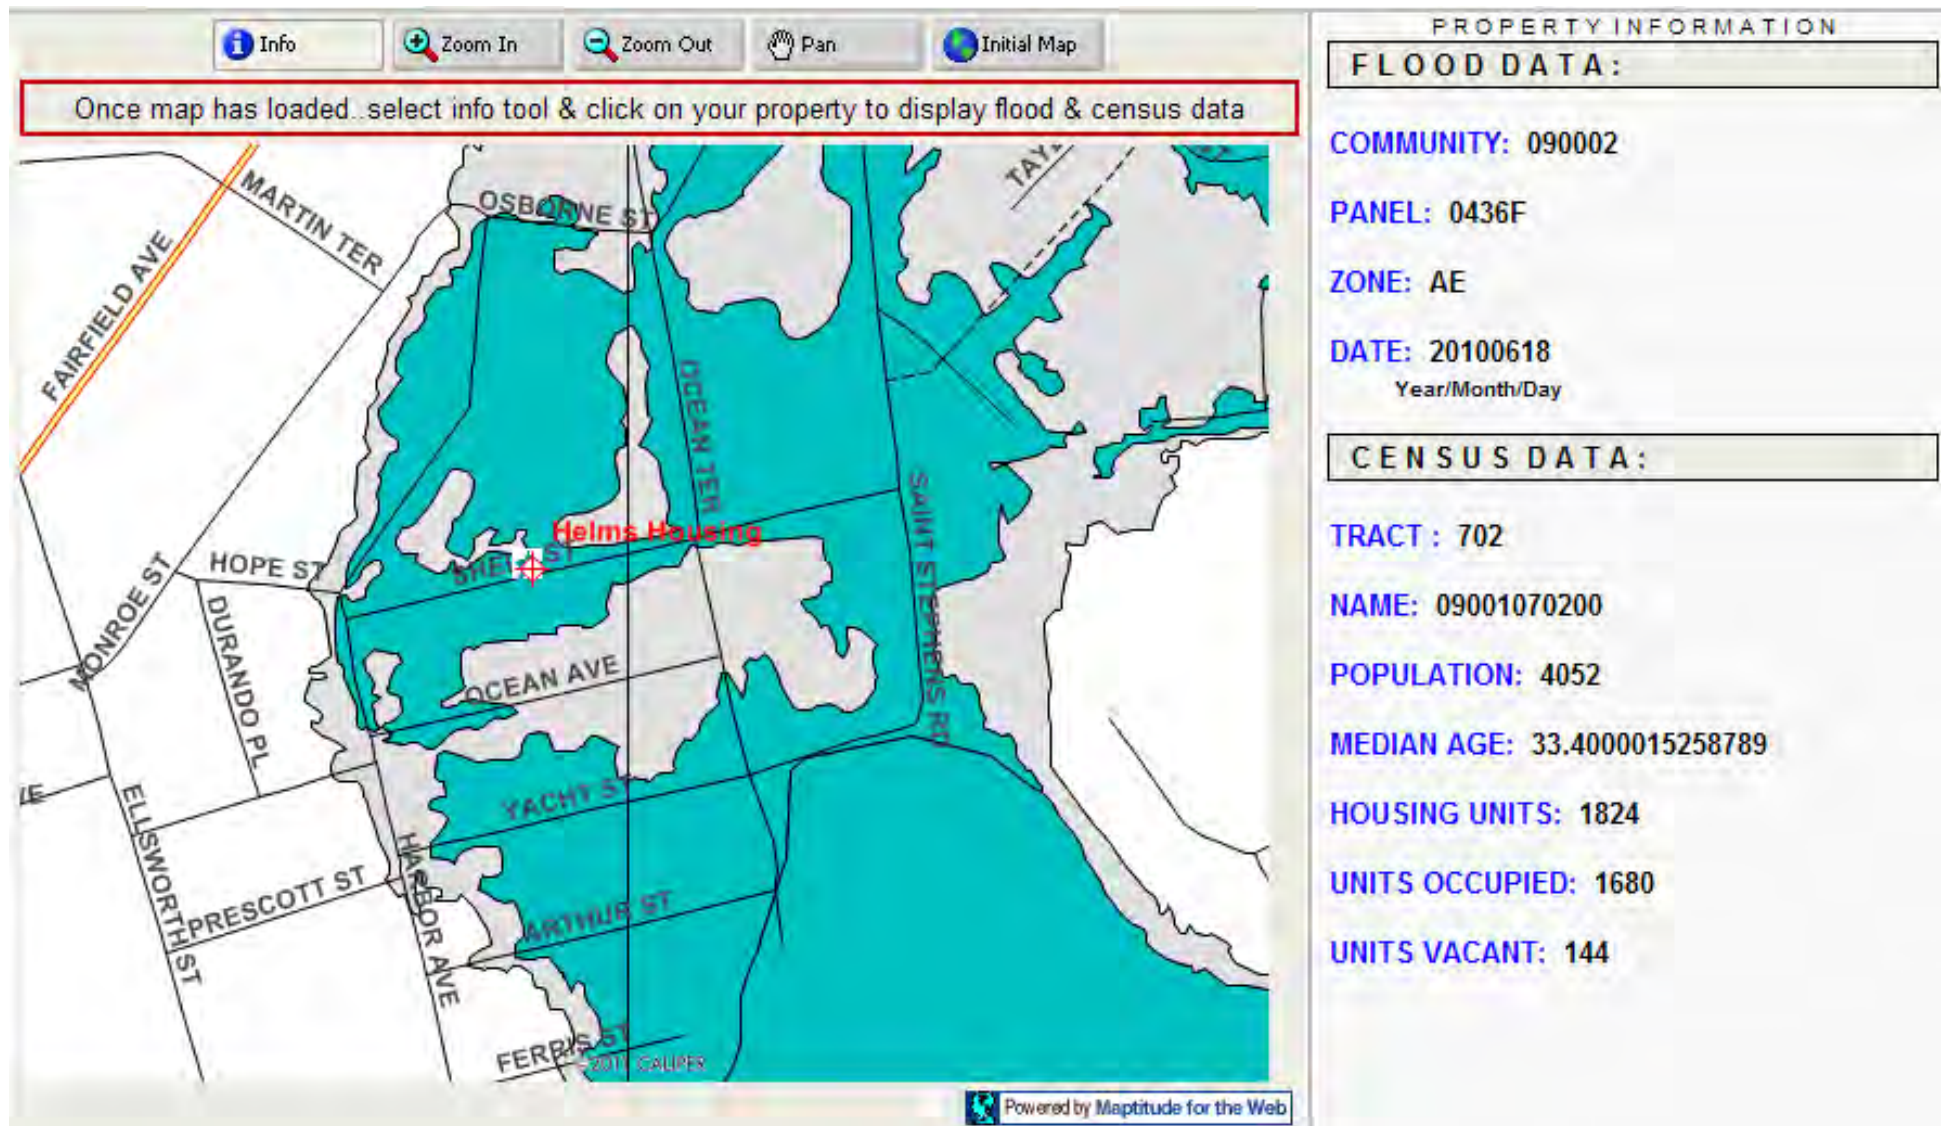 Info
Zoom In
Zoom Out
Pan
Initial Map
Once map has loaded..select info tool & click on your property to display flood & census data
MARTIN TER
OSBORNE ST
FAIRFIELD AVE
OCEAN TER
SAINT STEPHENS RD
Helms Housing
ST
HOPE ST
MONROE ST
DURANDO PL
OCEAN AVE
YACHT ST
ELLSWORTH ST
PRESCOTT ST
HARBOR AVE
ARTHUR ST
FERRIS ST
©2011 CALIPER
Powered by Maptitude for the Web
PROPERTY INFORMATION
FLOOD DATA:
COMMUNITY: 090002
PANEL: 0436F
ZONE: AE
DATE: 20100618
Year/Month/Day
CENSUS DATA:
TRACT : 702
NAME: 09001070200
POPULATION: 4052
MEDIAN AGE: 33.4000015258789
HOUSING UNITS: 1824
UNITS OCCUPIED: 1680
UNITS VACANT: 144